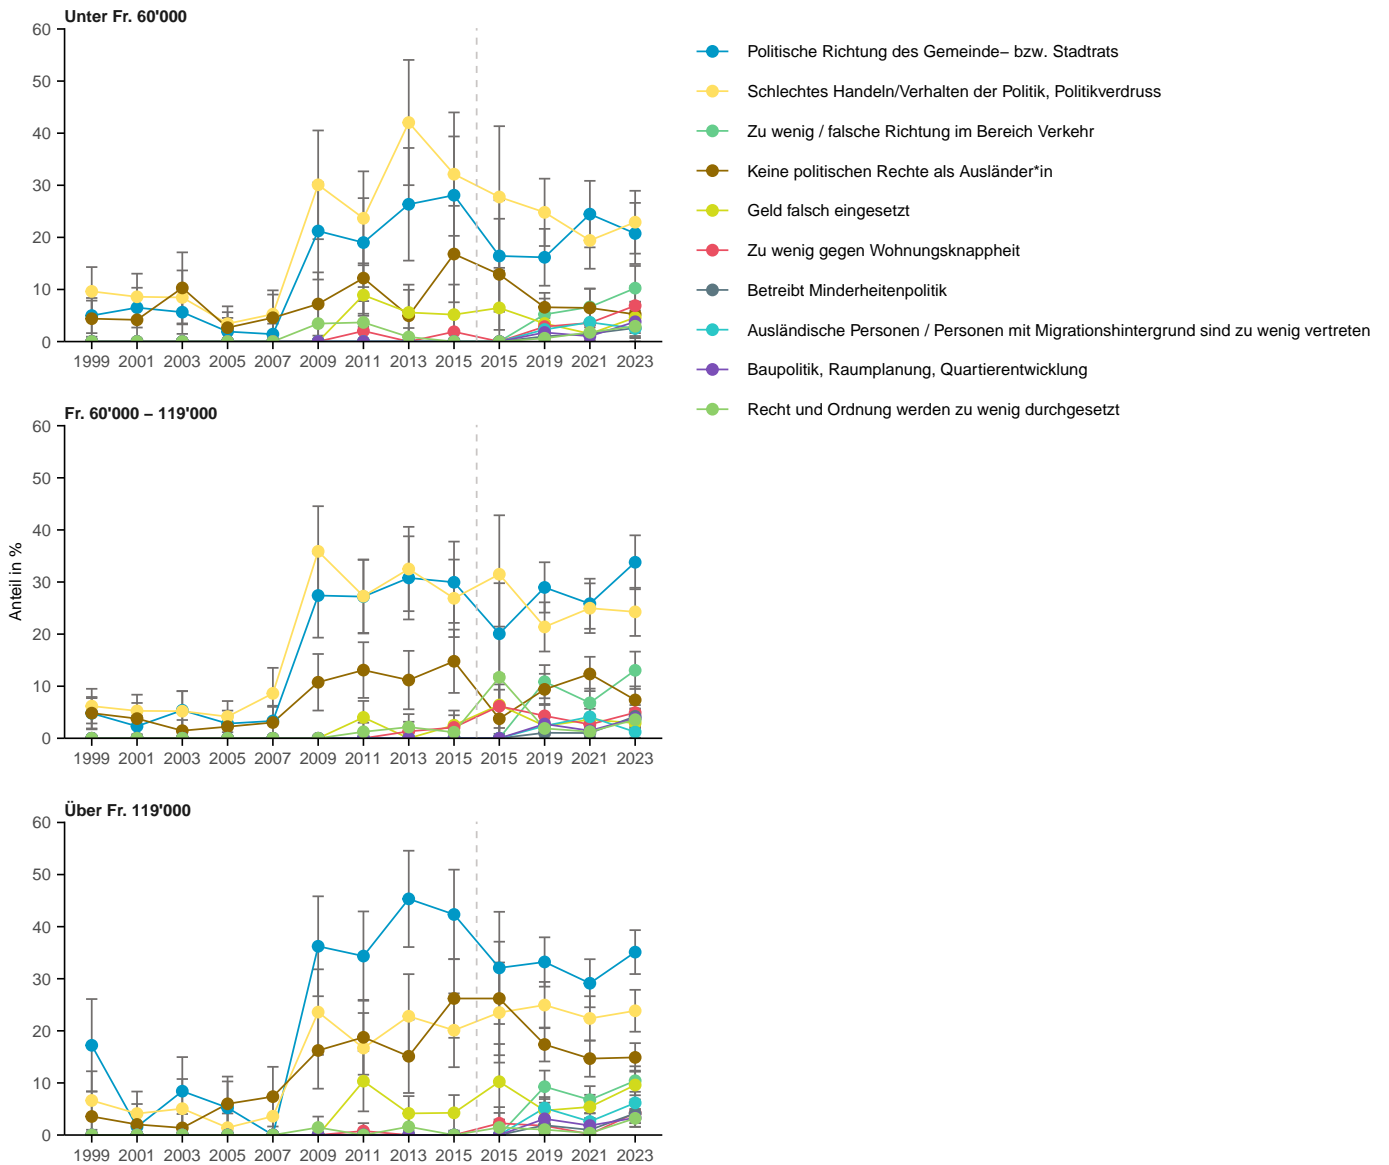 Unter Fr. 60'000
60
50
40
30
20
10
0
1999 2001 2003 2005 2007 2009 2011 2013 2015 2015 2019 2021 2023
Politische Richtung des Gemeinde– bzw. Stadtrats
Schlechtes Handeln/Verhalten der Politik, Politikverdruss
Zu wenig / falsche Richtung im Bereich Verkehr
Keine politischen Rechte als Ausländer*in
Geld falsch eingesetzt
Zu wenig gegen Wohnungsknappheit
Betreibt Minderheitenpolitik
Ausländische Personen / Personen mit Migrationshintergrund sind zu wenig vertreten
Baupolitik, Raumplanung, Quartierentwicklung
Recht und Ordnung werden zu wenig durchgesetzt
Anteil in %
Fr. 60'000 – 119'000
60
50
40
30
20
10
0
1999 2001 2003 2005 2007 2009 2011 2013 2015 2015 2019 2021 2023
Über Fr. 119'000
60
50
40
30
20
10
0
1999 2001 2003 2005 2007 2009 2011 2013 2015 2015 2019 2021 2023